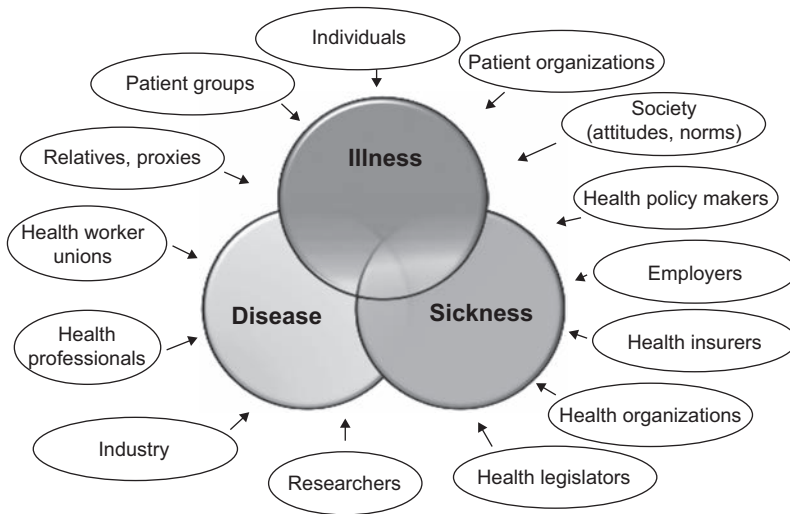 Individuals
Patient groups
Patient organizations
Society
(attitudes, norms)
Relatives, proxies
Illness
Health policy makers
Health worker
unions
Employers
Disease
Sickness
Health
professionals
Health insurers
Health organizations
Industry
Researchers
Health legislators